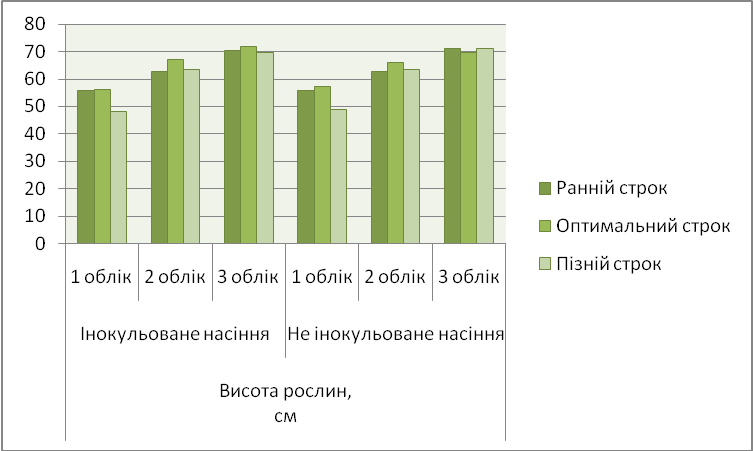 80
70
60
50
40
30
20
10
0
1 облік 2 облік 3 облік 1 облік 2 облік 3 облік
Інокульоване насіння Не інокульоване насіння
Висота рослин,
см
Ранній строк
Оптимальний строк
Пізній строк